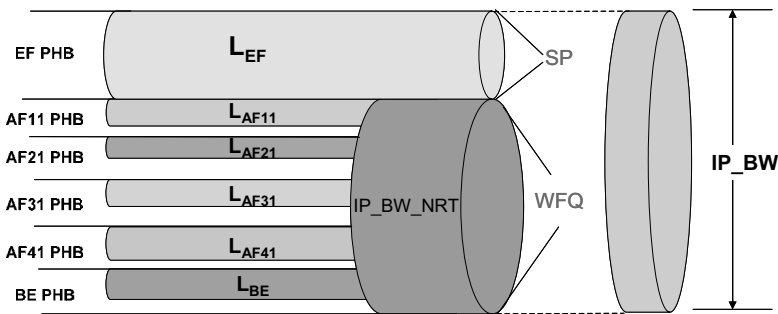 EF PHB
L_EF
SP
AF11 PHB
L_AF11
AF21 PHB
L_AF21
IP_BW
AF31 PHB
L_AF31
IP_BW_NRT
WFQ
AF41 PHB
L_AF41
BE PHB
L_BE